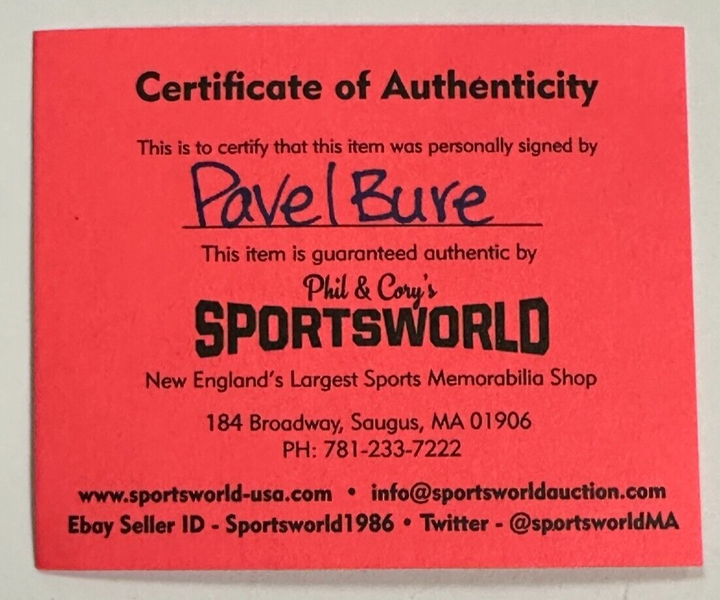 Certificate of Authenticity
This is to certify that this item was personally signed by
Pavel Bure
This item is guaranteed authentic by
Phil & Cory's
SPORTSWORLD
New England's Largest Sports Memorabilia Shop
184 Broadway, Saugus, MA 01906
PH: 781-233-7222
www.sportsworld-usa.com • info@sportsworldauction.com
Ebay Seller ID - Sportsworld1986 • Twitter - @sportsworldMA